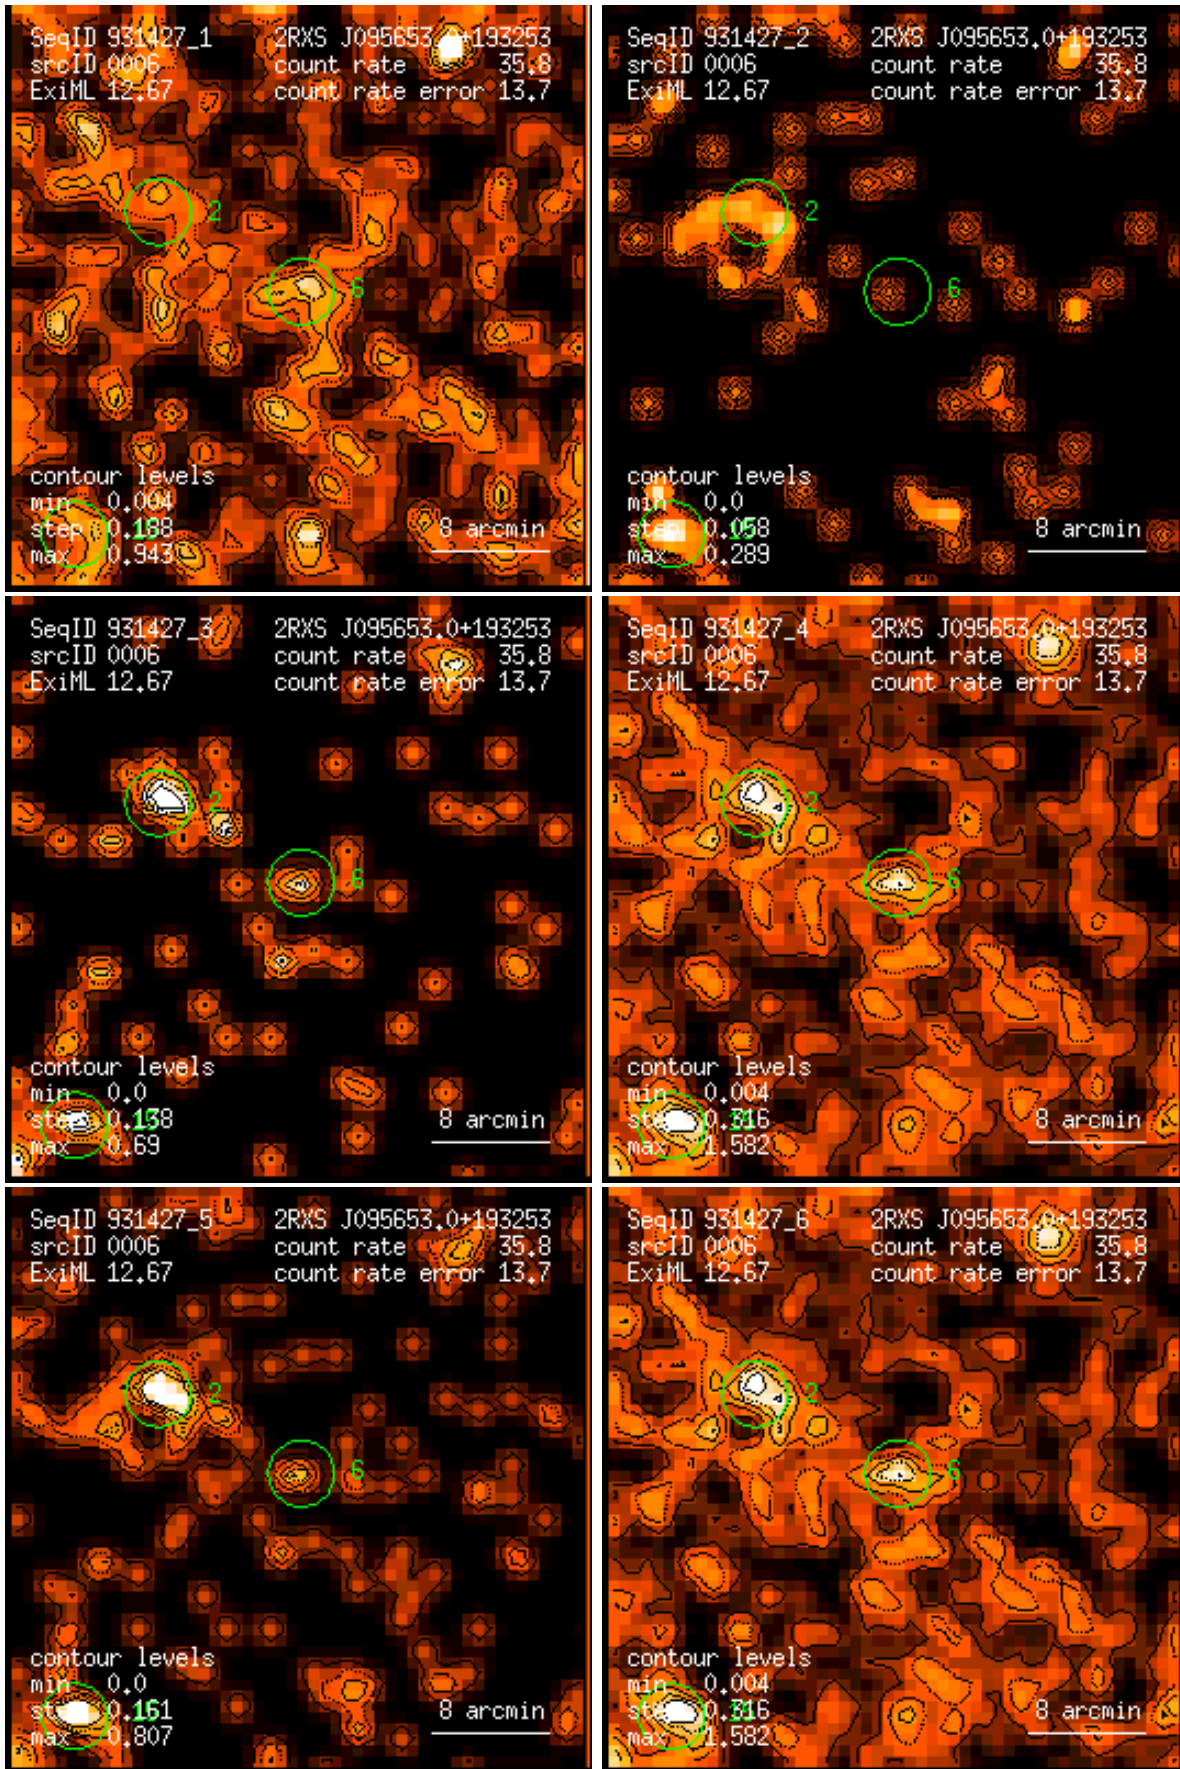 SeqID 931427_1 2RXS J095653.0+193253
srcID 0006 count rate 35.8
ExiML 12.67 count rate error 13.7
2
6
contour levels
min 0.004
step 0.188
8 arcmin
max 0.943
SeqID 931427_2 2RXS J095653.0+193253
srcID 0006 count rate 35.8
ExiML 12.67 count rate error 13.7
2
6
contour levels
min 0.0
step 0.058
8 arcmin
max 0.289
SeqID 931427_3 2RXS J095653.0+193253
srcID 0006 count rate 35.8
ExiML 12.67 count rate error 13.7
2
6
contour levels
min 0.0
step 0.138
8 arcmin
max 0.69
SeqID 931427_4 2RXS J095653.0+193253
srcID 0006 count rate 35.8
ExiML 12.67 count rate error 13.7
2
6
contour levels
min 0.004
step 0.316
8 arcmin
max 1.582
SeqID 931427_5 2RXS J095653.0+193253
srcID 0006 count rate 35.8
ExiML 12.67 count rate error 13.7
2
6
contour levels
min 0.0
step 0.161
8 arcmin
max 0.807
SeqID 931427_6 2RXS J095653.0+193253
srcID 0006 count rate 35.8
ExiML 12.67 count rate error 13.7
2
6
contour levels
min 0.004
step 0.316
8 arcmin
max 1.582